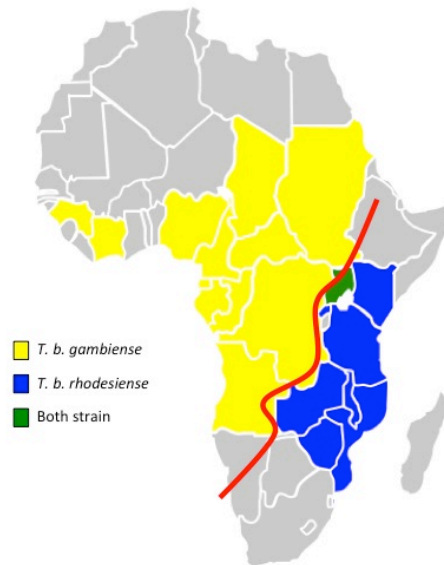 T. b. gambiense
T. b. rhodesiense
Both strain